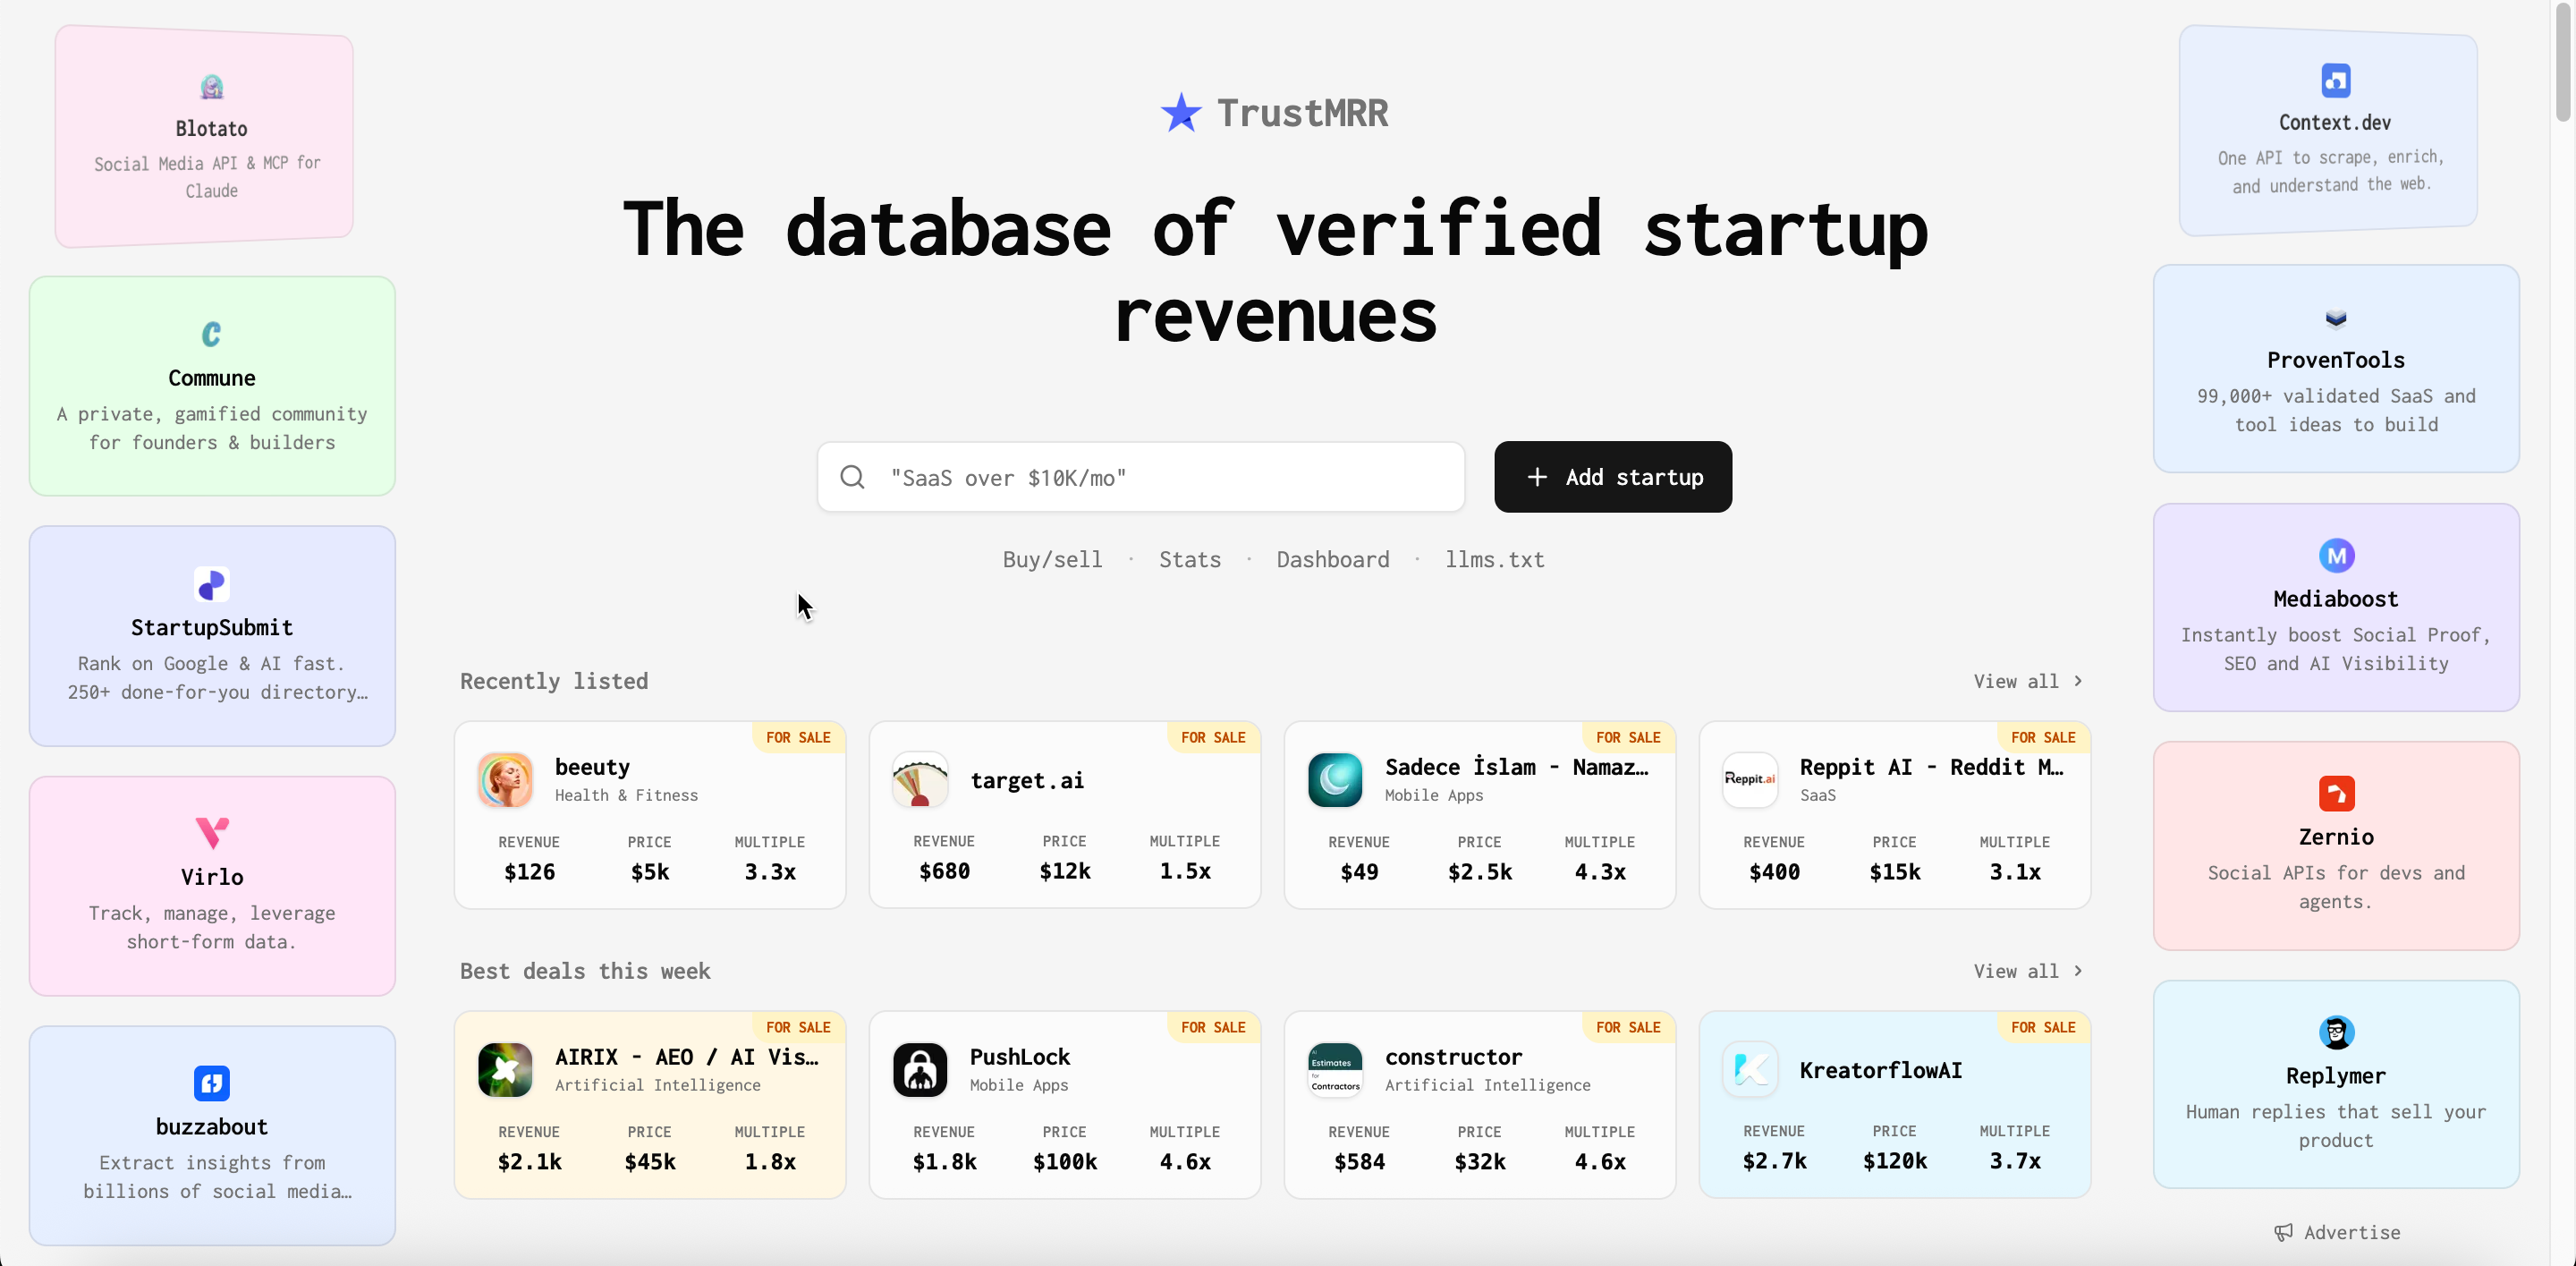 Blotato
Social Media API & MCP for
Claude
Commune
A private, gamified community
for founders & builders
StartupSubmit
Rank on Google & AI fast.
250+ done-for-you directory…
Virlo
Track, manage, leverage
short-form data.
buzzabout
Extract insights from
billions of social media…
TrustMRR
The database of verified startup
revenues
"SaaS over $10K/mo"
+ Add startup
Buy/sell · Stats · Dashboard · llms.txt
Recently listed
View all >
FOR SALE
beeuty
Health & Fitness
REVENUE PRICE MULTIPLE
$126 $5k 3.3x
FOR SALE
target.ai
REVENUE PRICE MULTIPLE
$680 $12k 1.5x
FOR SALE
Sadece İslam - Namaz…
Mobile Apps
REVENUE PRICE MULTIPLE
$49 $2.5k 4.3x
FOR SALE
Reppit.ai
Reppit AI - Reddit M…
SaaS
REVENUE PRICE MULTIPLE
$400 $15k 3.1x
Best deals this week
View all >
FOR SALE
AIRIX - AEO / AI Vis…
Artificial Intelligence
REVENUE PRICE MULTIPLE
$2.1k $45k 1.8x
FOR SALE
PushLock
Mobile Apps
REVENUE PRICE MULTIPLE
$1.8k $100k 4.6x
FOR SALE
AI
Estimates
for
Contractors
constructor
Artificial Intelligence
REVENUE PRICE MULTIPLE
$584 $32k 4.6x
FOR SALE
KreatorflowAI
REVENUE PRICE MULTIPLE
$2.7k $120k 3.7x
Context.dev
One API to scrape, enrich,
and understand the web.
ProvenTools
99,000+ validated SaaS and
tool ideas to build
M
Mediaboost
Instantly boost Social Proof,
SEO and AI Visibility
Zernio
Social APIs for devs and
agents.
Replymer
Human replies that sell your
product
Advertise